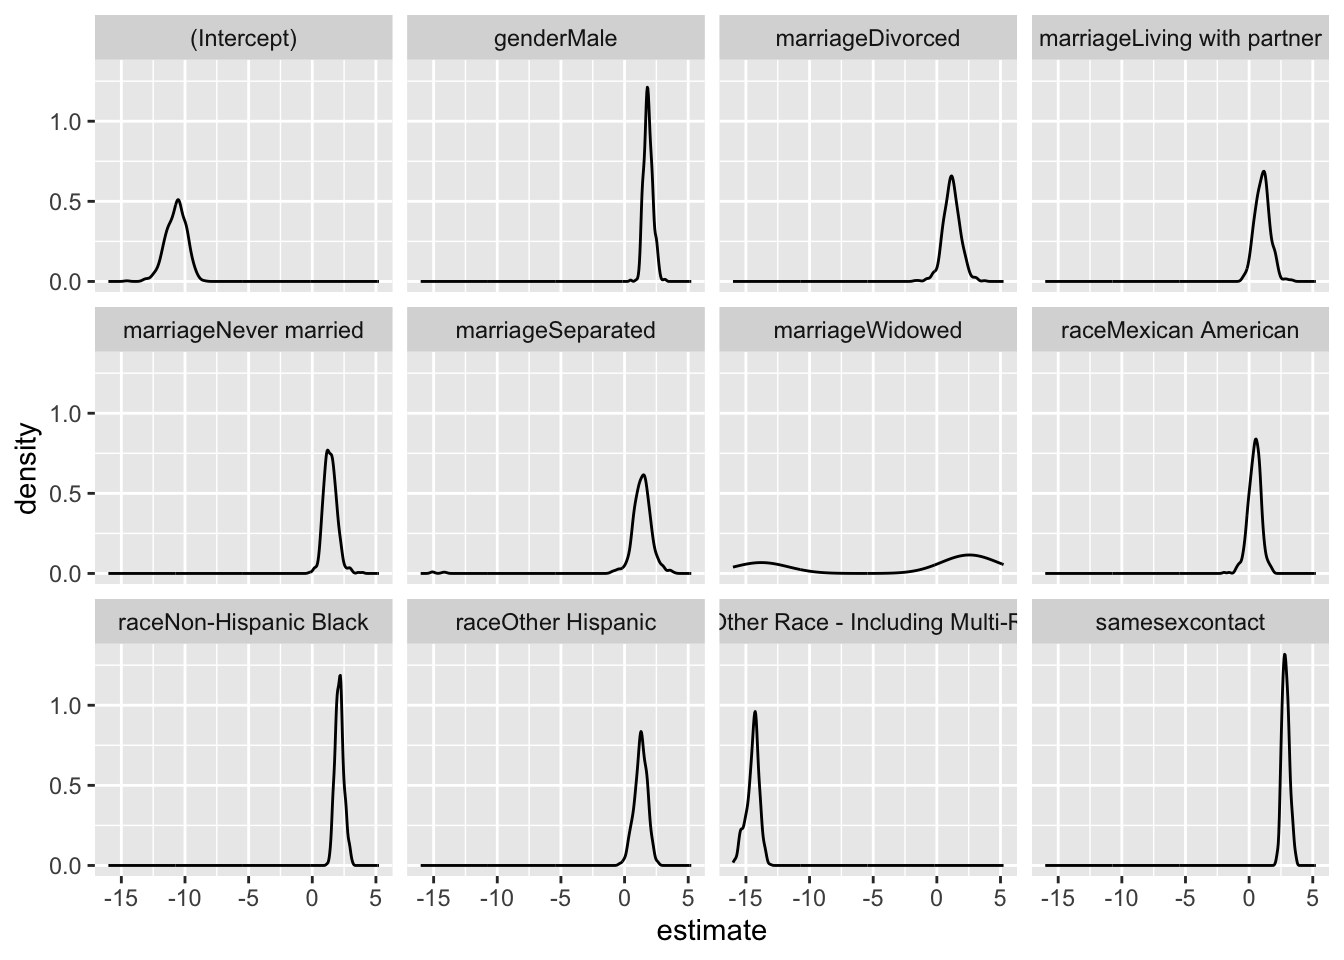 (Intercept) genderMale marriageDivorced marriageLiving with partner
1.0
0.5
0.0
marriageNever married marriageSeparated marriageWidowed raceMexican American
1.0
0.5
0.0
density
raceNon-Hispanic Black raceOther Hispanic Other Race - Including Multi-R samesexcontact
1.0
0.5
0.0
-15 -10 -5 0 5 -15 -10 -5 0 5 -15 -10 -5 0 5 -15 -10 -5 0 5
estimate